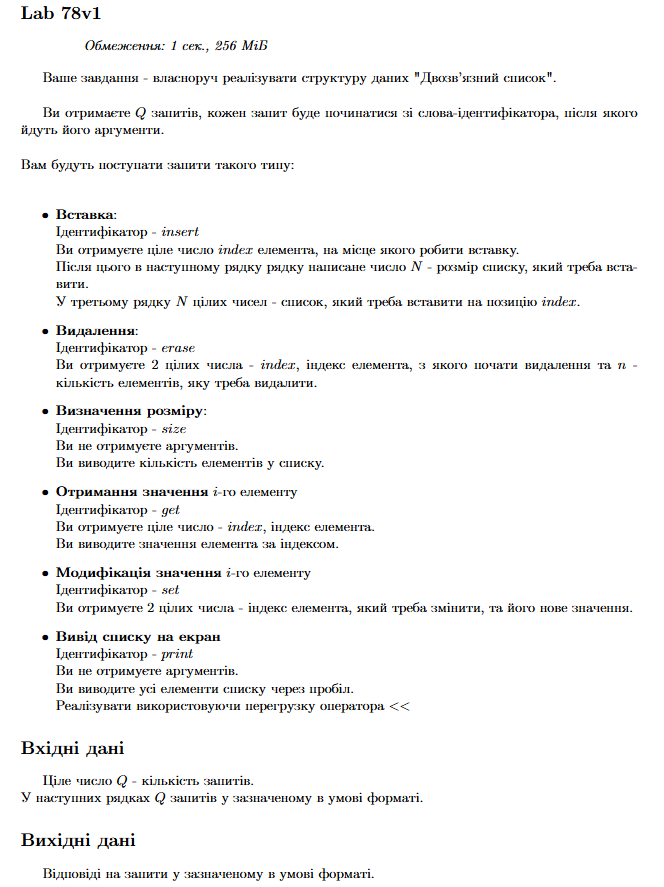 Lab 78v1
Обмеження: 1 сек., 256 МіБ
Ваше завдання - власноруч реалізувати структуру даних "Двозв'язний список".
Ви отримаєте Q запитів, кожен запит буде починатися зі слова-ідентифікатора, після якого
йдуть його аргументи.
Вам будуть поступати запити такого типу:
• Вставка:
Ідентифікатор - insert
Ви отримуєте ціле число index елемента, на місце якого робити вставку.
Після цього в наступному рядку рядку написане число N - розмір списку, який треба вста-
вити.
У третьому рядку N цілих чисел - список, який треба вставити на позицію index.
• Видалення:
Ідентифікатор - erase
Ви отримуєте 2 цілих числа - index, індекс елемента, з якого почати видалення та n -
кількість елементів, яку треба видалити.
• Визначення розміру:
Ідентифікатор - size
Ви не отримуєте аргументів.
Ви виводите кількість елементів у списку.
• Отримання значення i-го елементу
Ідентифікатор - get
Ви отримуєте ціле число - index, індекс елемента.
Ви виводите значення елемента за індексом.
• Модифікація значення i-го елементу
Ідентифікатор - set
Ви отримуєте 2 цілих числа - індекс елемента, який треба змінити, та його нове значення.
• Вивід списку на екран
Ідентифікатор - print
Ви не отримуєте аргументів.
Ви виводите усі елементи списку через пробіл.
Реалізувати використовуючи перегрузку оператора <<
Вхідні дані
Ціле число Q - кількість запитів.
У наступних рядках Q запитів у зазначеному в умові форматі.
Вихідні дані
Відповіді на запити у зазначеному в умові форматі.